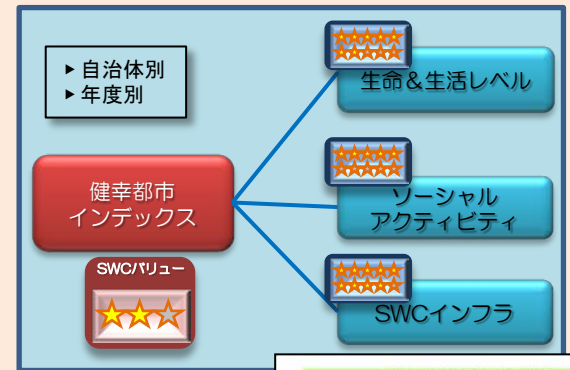 ▶ 自治体別
▶ 年度別
健幸都市
インデックス
SWCバリュー
生命＆生活レベル
ソーシャル
アクティビティ
SWCインフラ